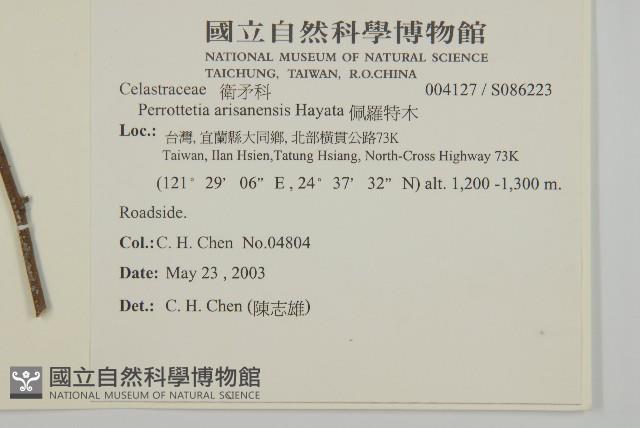 國立自然科學博物館
NATIONAL MUSEUM OF NATURAL SCIENCE
TAICHUNG, TAIWAN, R.O.CHINA
Celastraceae 衛矛科 004127 / S086223
Perrottetia arisanensis Hayata 佩羅特木
Loc.: 台灣, 宜蘭縣大同鄉, 北部橫貫公路73K
Taiwan, Ilan Hsien,Tatung Hsiang, North-Cross Highway 73K
(121° 29' 06" E , 24° 37' 32" N) alt. 1,200 -1,300 m.
Roadside.
Col.: C. H. Chen No.04804
Date: May 23 , 2003
Det.: C. H. Chen (陳志雄)
國立自然科學博物館
NATIONAL MUSEUM OF NATURAL SCIENCE